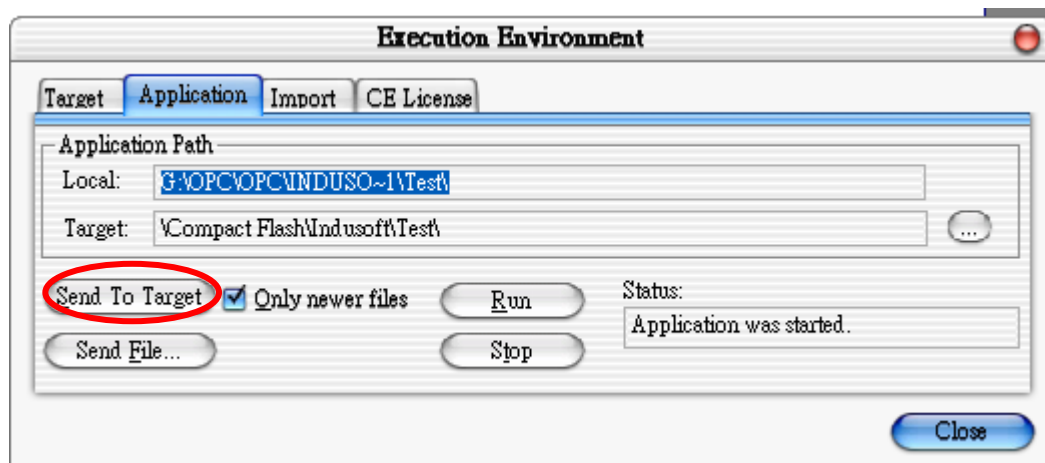 Execution Environment
Target Application Import CE License
Application Path
Local: G:\OPC\OPC\INDUSO~1\Test\
Target: \Compact Flash\Indusoft\Test\ ...
Send To Target Only newer files Run Status:
Application was started.
Send File... Stop
Close